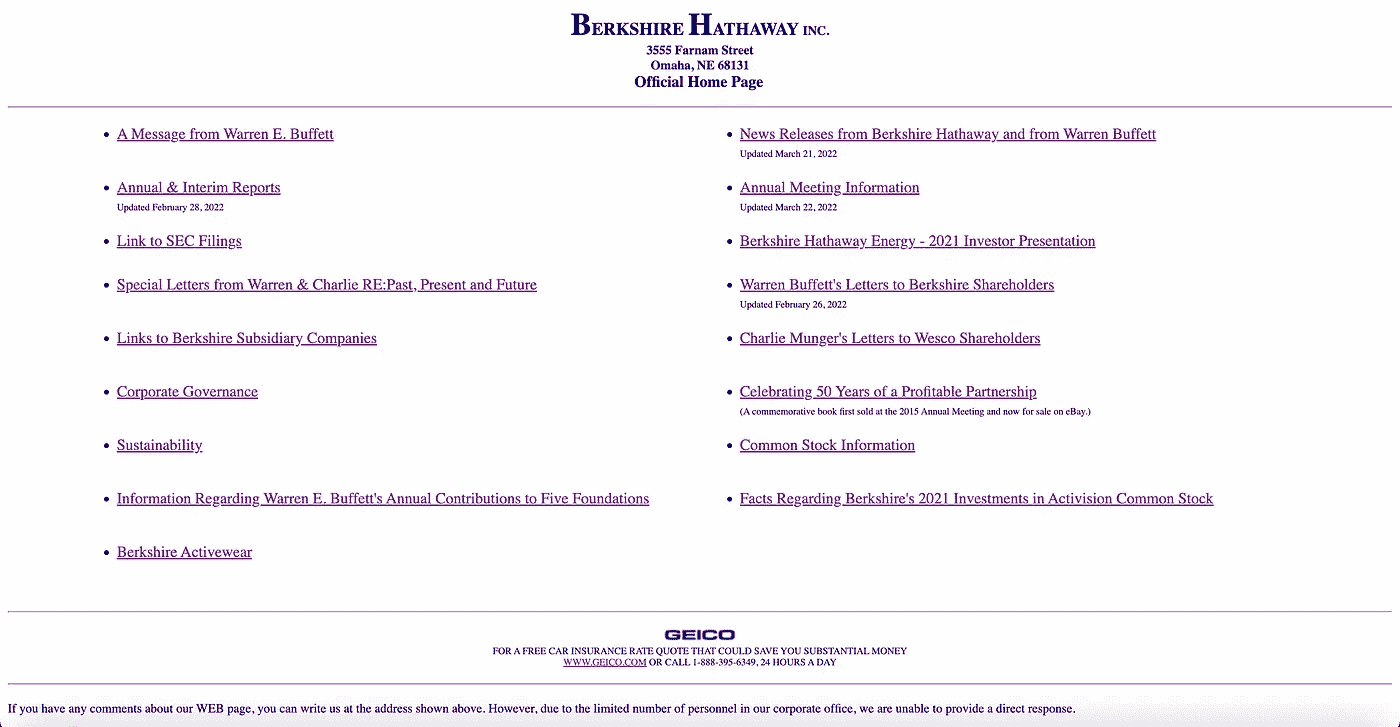 BERKSHIRE HATHAWAY INC.
3555 Farnam Street
Omaha, NE 68131
Official Home Page
A Message from Warren E. Buffett
News Releases from Berkshire Hathaway and from Warren Buffett
Updated March 21, 2022
Annual & Interim Reports
Updated February 28, 2022
Annual Meeting Information
Updated March 22, 2022
Link to SEC Filings
Berkshire Hathaway Energy - 2021 Investor Presentation
Special Letters from Warren & Charlie RE:Past, Present and Future
Warren Buffett's Letters to Berkshire Shareholders
Updated February 26, 2022
Links to Berkshire Subsidiary Companies
Charlie Munger's Letters to Wesco Shareholders
Corporate Governance
Celebrating 50 Years of a Profitable Partnership
(A commemorative book first sold at the 2015 Annual Meeting and now for sale on eBay.)
Sustainability
Common Stock Information
Information Regarding Warren E. Buffett's Annual Contributions to Five Foundations
Facts Regarding Berkshire's 2021 Investments in Activision Common Stock
Berkshire Activewear
GEICO
FOR A FREE CAR INSURANCE RATE QUOTE THAT COULD SAVE YOU SUBSTANTIAL MONEY
WWW.GEICO.COM OR CALL 1-888-395-6349, 24 HOURS A DAY
If you have any comments about our WEB page, you can write us at the address shown above. However, due to the limited number of personnel in our corporate office, we are unable to provide a direct response.